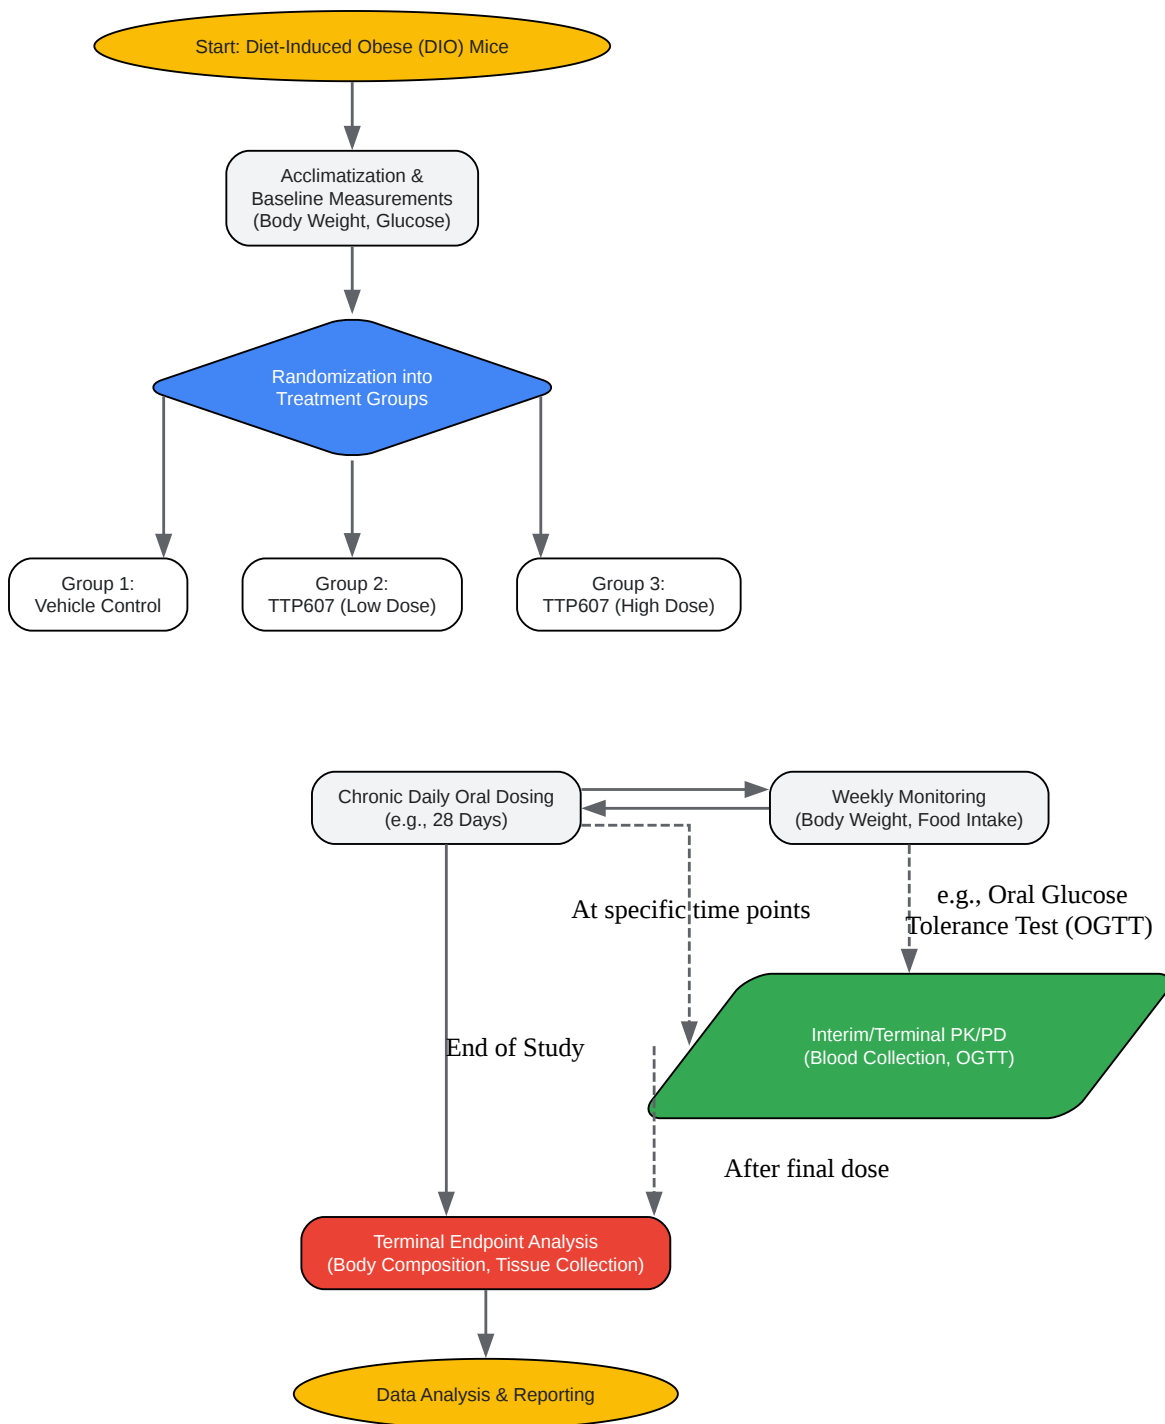 Start: Diet-Induced Obese (DIO) Mice
Acclimatization &
Baseline Measurements
(Body Weight, Glucose)
Randomization into
Treatment Groups
Group 1:
Vehicle Control
Group 2:
TTP607 (Low Dose)
Group 3:
TTP607 (High Dose)
Chronic Daily Oral Dosing
(e.g., 28 Days)
Weekly Monitoring
(Body Weight, Food Intake)
At specific time points
e.g., Oral Glucose
Tolerance Test (OGTT)
Interim/Terminal PK/PD
(Blood Collection, OGTT)
End of Study
After final dose
Terminal Endpoint Analysis
(Body Composition, Tissue Collection)
Data Analysis & Reporting